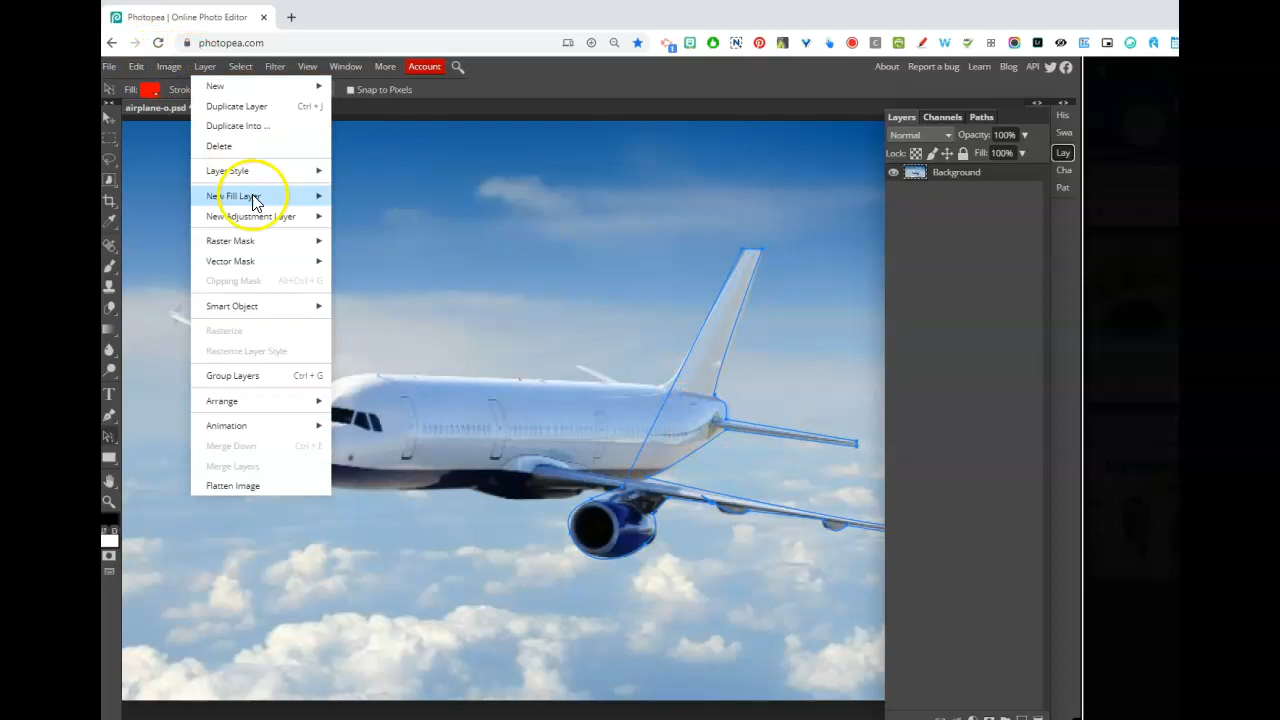 Photopea | Online Photo Editor
photopea.com
File Edit Image Layer Select Filter View Window More Account About Report a bug Learn Blog API
Fill: Snap to Pixels
airplane-o.psd
New
Duplicate Layer Ctrl + J
Duplicate Into ...
Delete
Layer Style
New Fill Layer
New Adjustment Layer
Raster Mask
Vector Mask
Clipping Mask Alt+Ctrl + G
Smart Object
Rasterize
Rasterize Layer Style
Group Layers Ctrl + G
Arrange
Animation
Merge Down Ctrl + E
Merge Layers
Flatten Image
Layers Channels Paths
Normal Opacity: 100%
Lock: Fill: 100%
Background
His
Swa
Lay
Cha
Pat